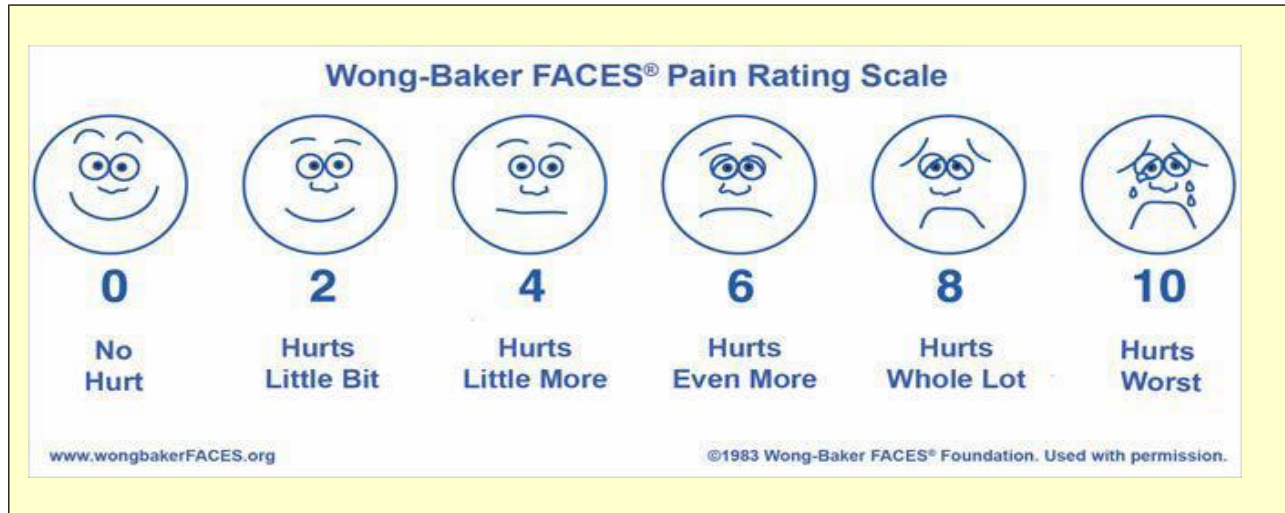 Wong-Baker FACES® Pain Rating Scale
0
2
4
6
8
10
No
Hurt
Hurts
Little Bit
Hurts
Little More
Hurts
Even More
Hurts
Whole Lot
Hurts
Worst
www.wongbakerFACES.org
©1983 Wong-Baker FACES® Foundation. Used with permission.